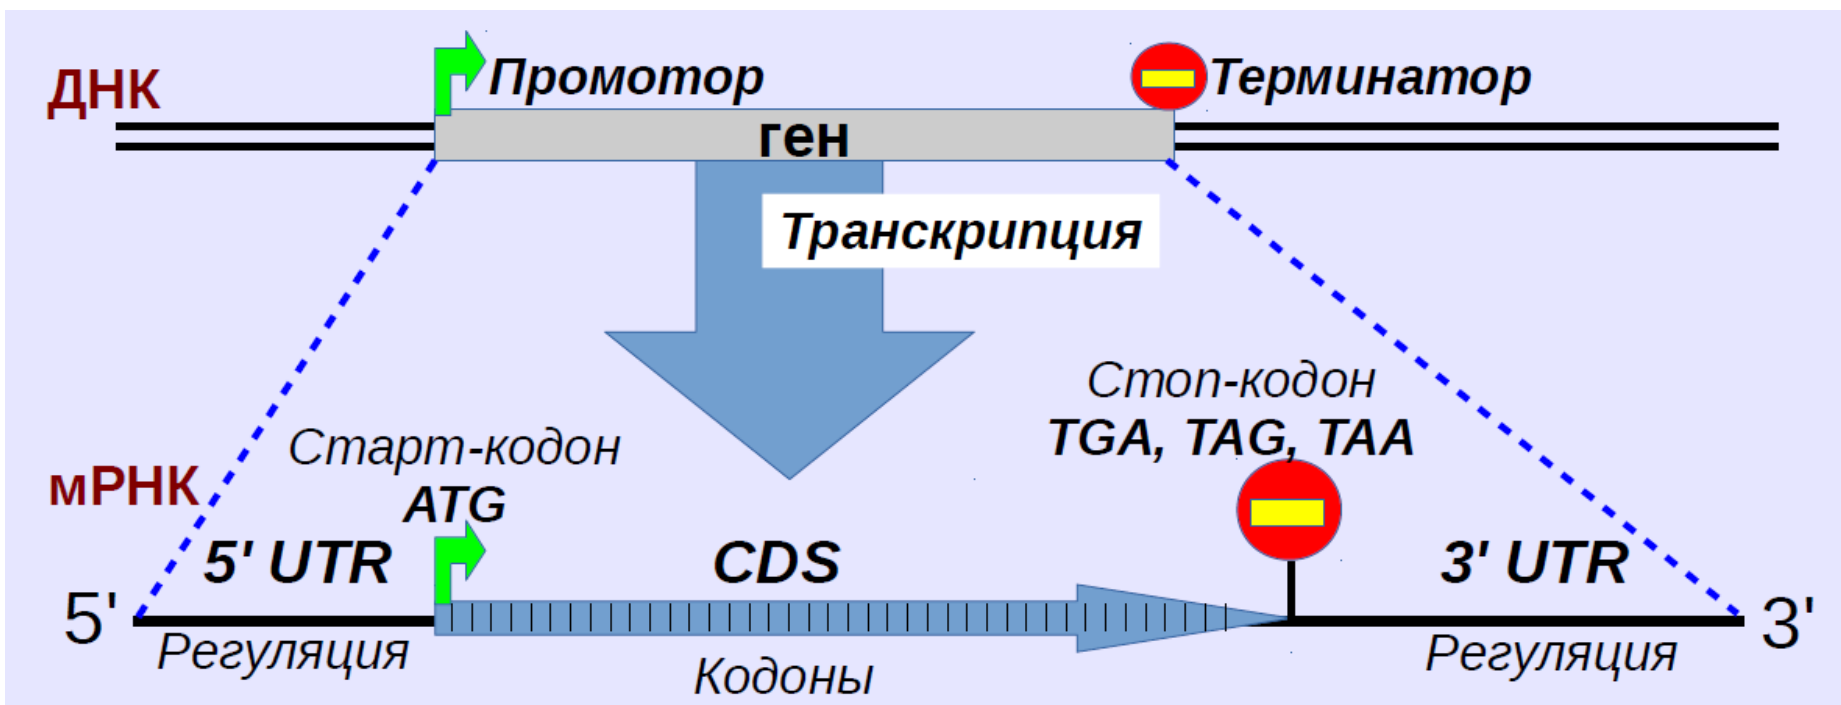 ДНК
Промотор
Терминатор
ген
Транскрипция
Стоп-кодон
TGA, TAG, TAA
Старт-кодон
ATG
мРНК
5' UTR
CDS
3' UTR
5'
3'
Регуляция
Кодоны
Регуляция